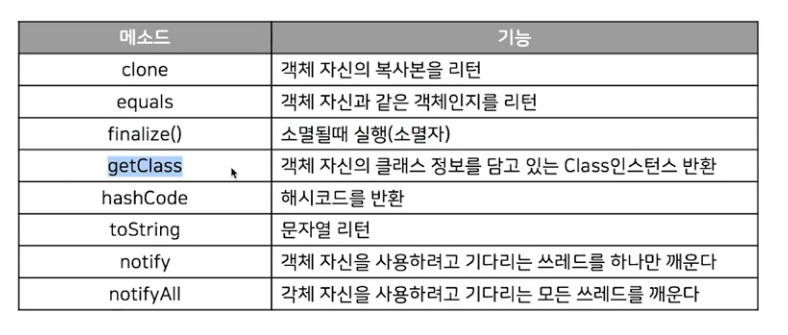 메소드 기능
clone 객체 자신의 복사본을 리턴
equals 객체 자신과 같은 객체인지를 리턴
finalize() 소멸될때 실행(소멸자)
getClass 객체 자신의 클래스 정보를 담고 있는 Class인스턴스 반환
hashCode 해시코드를 반환
toString 문자열 리턴
notify 객체 자신을 사용하려고 기다리는 쓰레드를 하나만 깨운다
notifyAll 각체 자신을 사용하려고 기다리는 모든 쓰레드를 깨운다